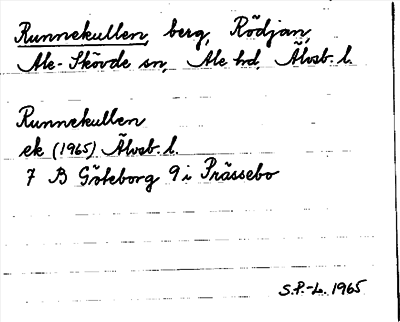 Runnekullen, berg, Rödjan,
Ale-Skövde sn, Ale hd, Älvsb. l.
Runnekullen
ek (1965) Älvsb. l.
7 B Göteborg 9 i Prässebo
S.P.-L. 1965